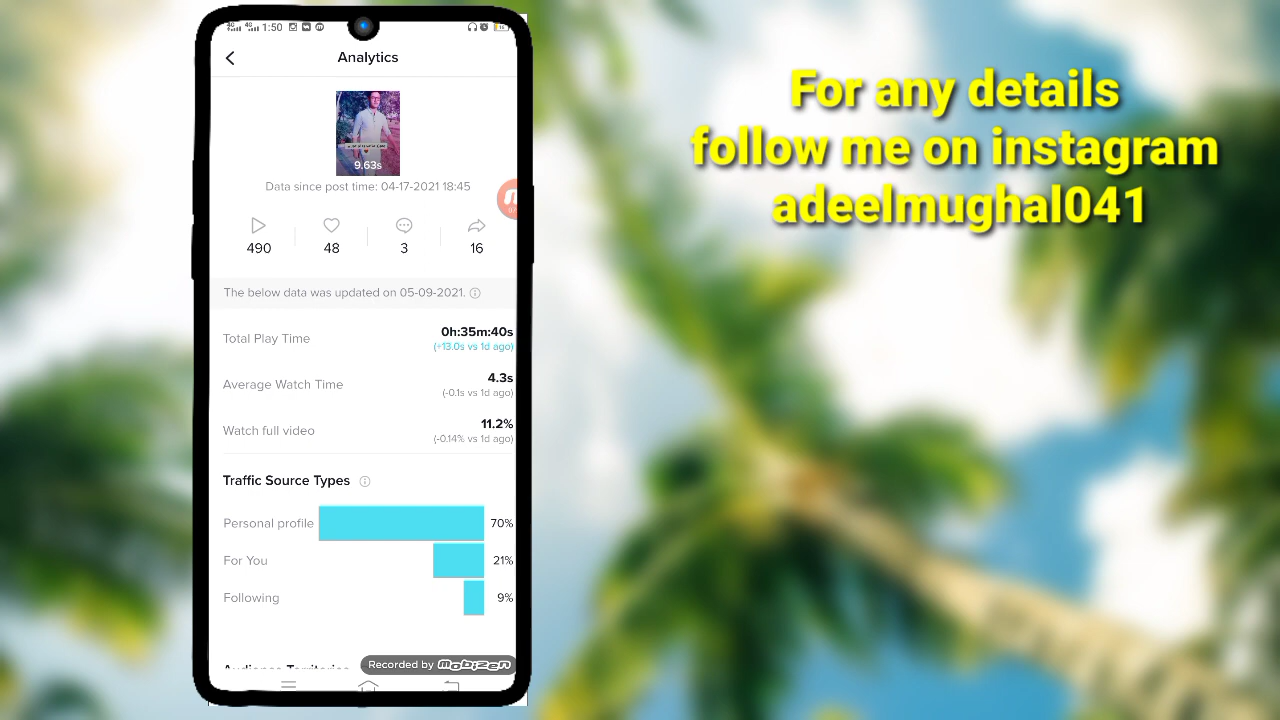 1:50
Analytics
9.63s
Data since post time: 04-17-2021 18:45
490 48 3 16
The below data was updated on 05-09-2021.
Total Play Time 0h:35m:40s
(+13.0s vs 1d ago)
Average Watch Time 4.3s
(-0.1s vs 1d ago)
Watch full video 11.2%
(-0.14% vs 1d ago)
Traffic Source Types
Personal profile 70%
For You 21%
Following 9%
Audience Territories
Recorded by mobizen
For any details
follow me on instagram
adeelmughal041